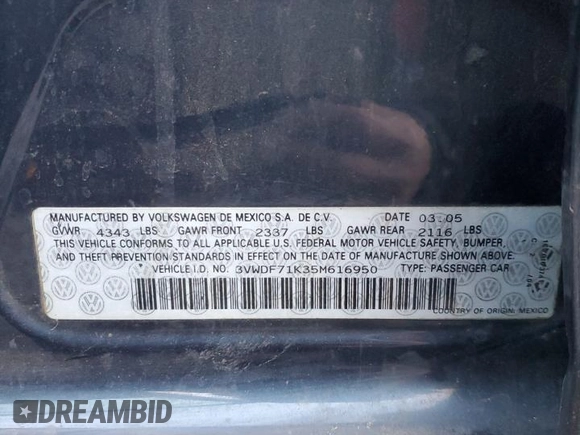 MANUFACTURED BY VOLKSWAGEN DE MEXICO S.A. DE C.V. DATE 03:05
GVWR 4343 LBS GAWR FRONT 2337 LBS GAWR REAR 2116 LBS
THIS VEHICLE CONFORMS TO ALL APPLICABLE U.S. FEDERAL MOTOR VEHICLE SAFETY, BUMPER,
AND THEFT PREVENTION STANDARDS IN EFFECT ON THE DATE OF MANUFACTURE SHOWN ABOVE.
VEHICLE I.D. NO. 3VWDF71K35M616950 TYPE: PASSENGER CAR
COUNTRY OF ORIGIN: MEXICO
DREAMBID